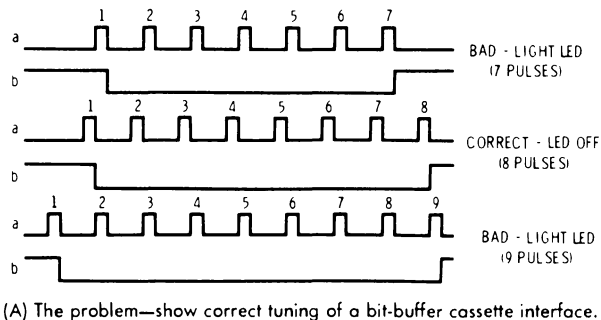 1 2 3 4 5 6 7
a
b
BAD - LIGHT LED
(7 PULSES)
1 2 3 4 5 6 7 8
a
b
CORRECT - LED OFF
(8 PULSES)
1 2 3 4 5 6 7 8 9
a
b
BAD - LIGHT LED
(9 PULSES)
(A) The problem—show correct tuning of a bit-buffer cassette interface.